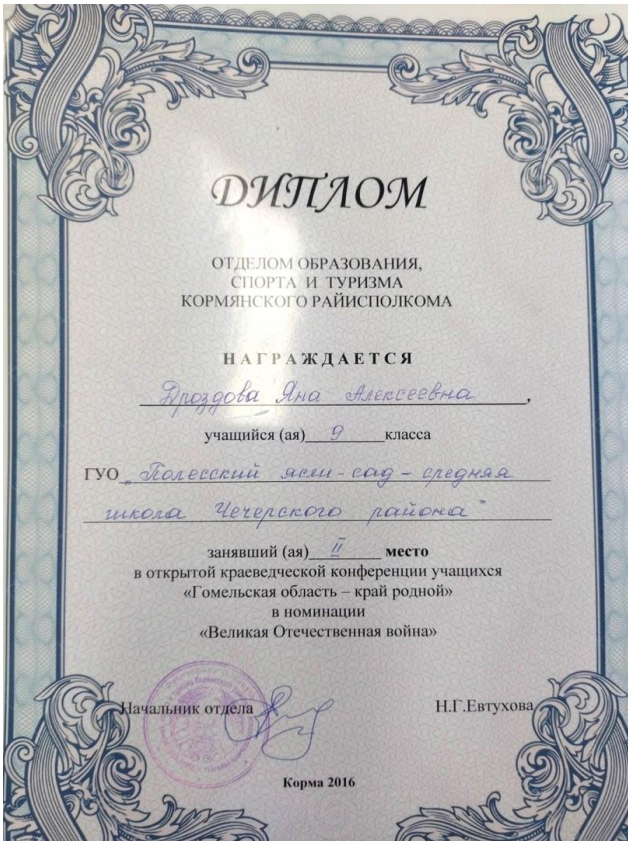 ДИПЛОМ
ОТДЕЛОМ ОБРАЗОВАНИЯ,
СПОРТА И ТУРИЗМА
КОРМЯНСКОГО РАЙИСПОЛКОМА
НАГРАЖДАЕТСЯ
Дроздова Яна Алексеевна,
учащийся (ая) 9 класса
ГУО „Полесский ясли-сад-средняя
школа Чечерского района"
занявший (ая) II место
в открытой краеведческой конференции учащихся
«Гомельская область – край родной»
в номинации
«Великая Отечественная война»
Начальник отдела Н.Г.Евтухова
Корма 2016